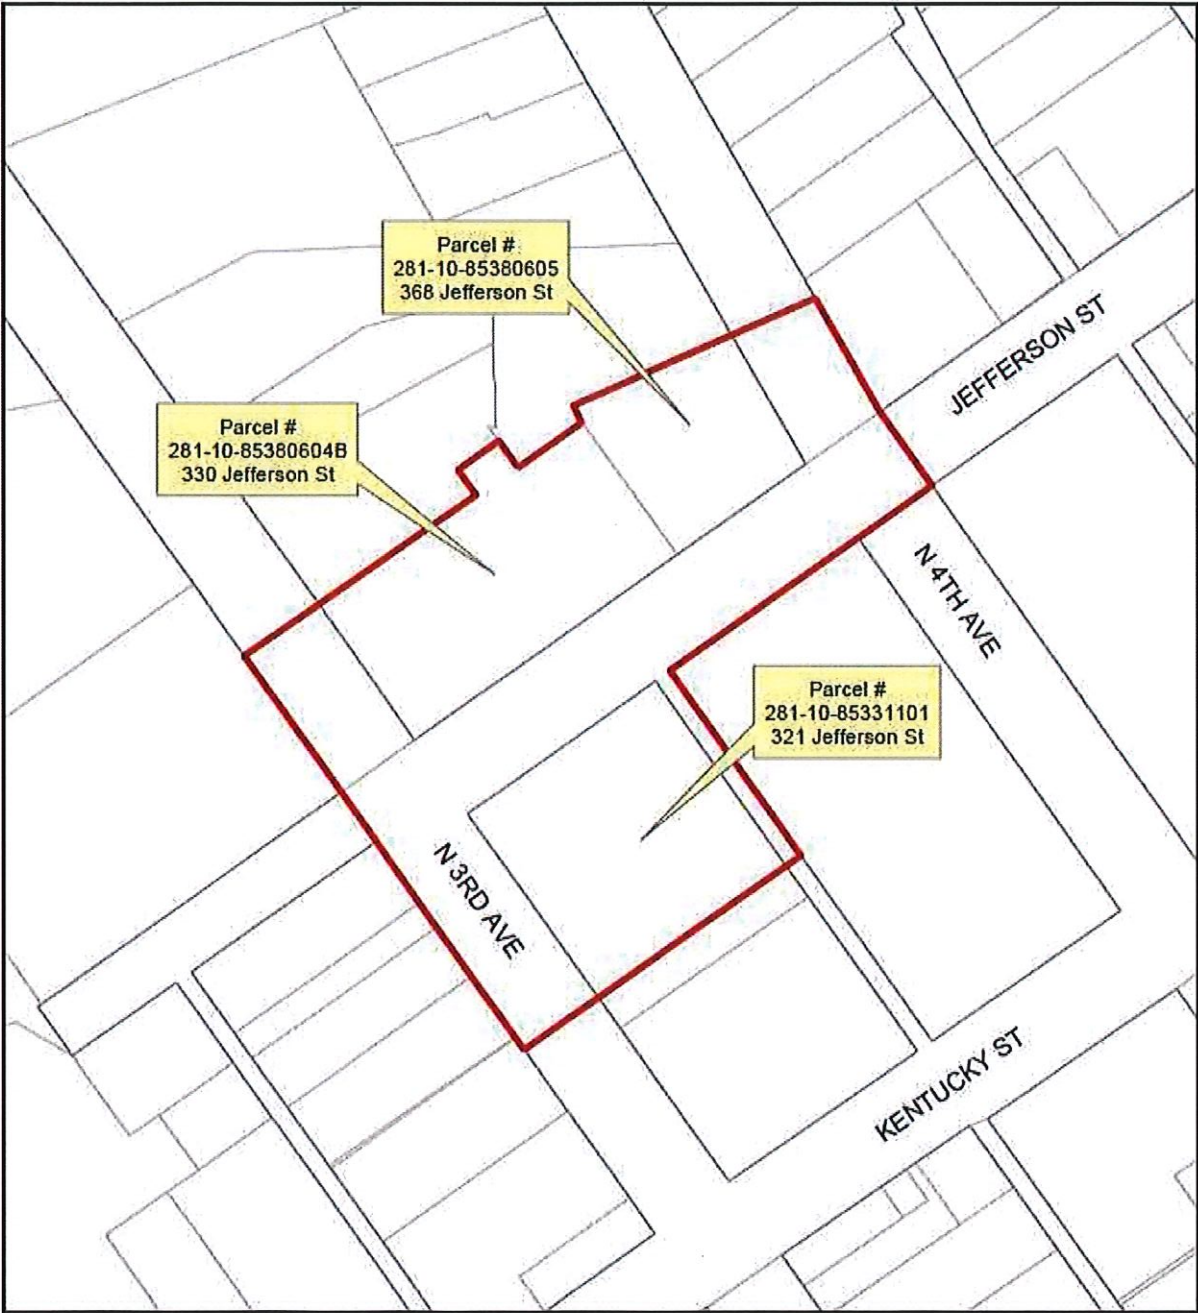 Parcel #
281-10-85380605
368 Jefferson St
JEFFERSON ST
Parcel #
281-10-85380604B
330 Jefferson St
N 4TH AVE
Parcel #
281-10-85331101
321 Jefferson St
N 3RD AVE
KENTUCKY ST